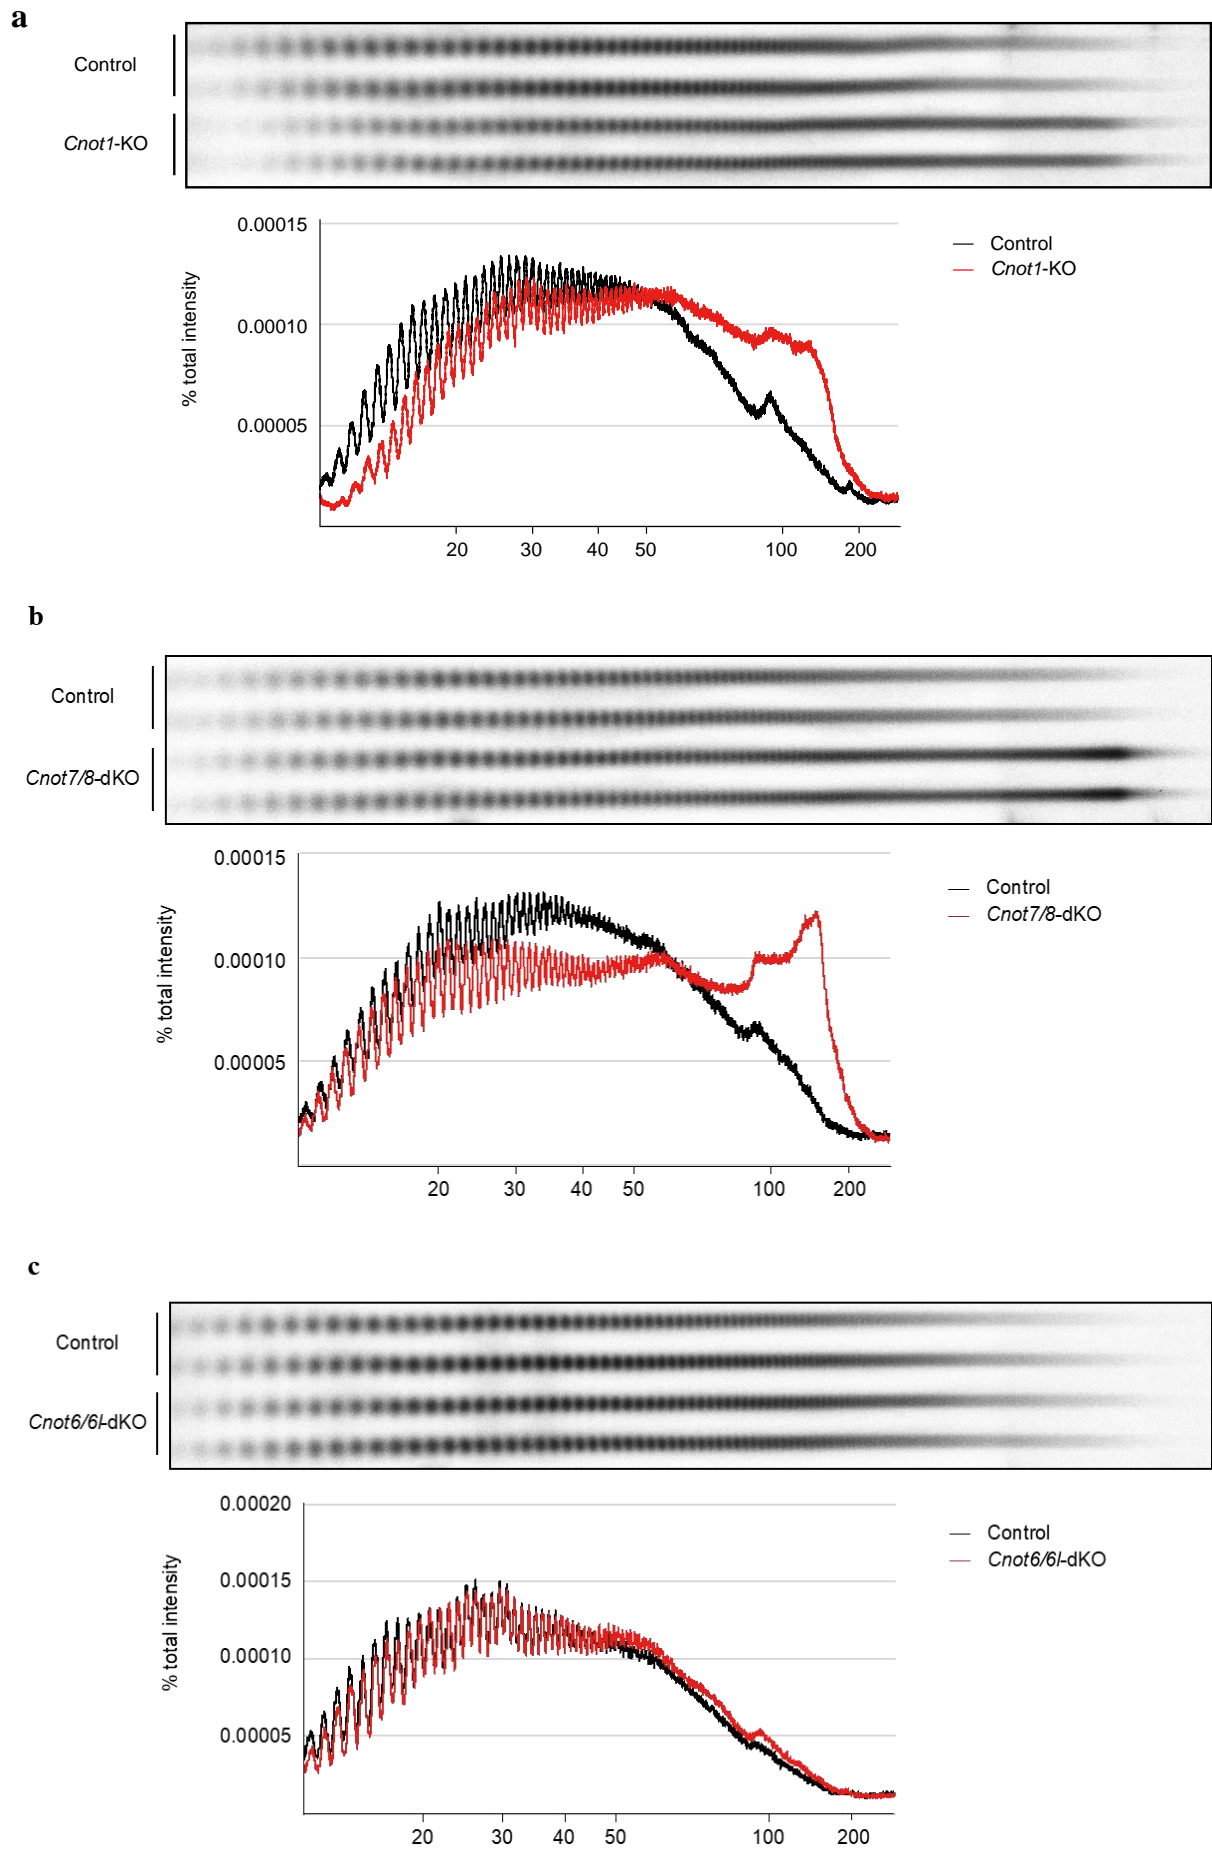 a
Control
Cnot1-KO
0.00015
0.00010
0.00005
% total intensity
Control
Cnot1-KO
20 30 40 50 100 200
b
Control
Cnot7/8-dKO
0.00015
0.00010
0.00005
% total intensity
Control
Cnot7/8-dKO
20 30 40 50 100 200
c
Control
Cnot6/6l-dKO
0.00020
0.00015
0.00010
0.00005
% total intensity
Control
Cnot6/6l-dKO
20 30 40 50 100 200